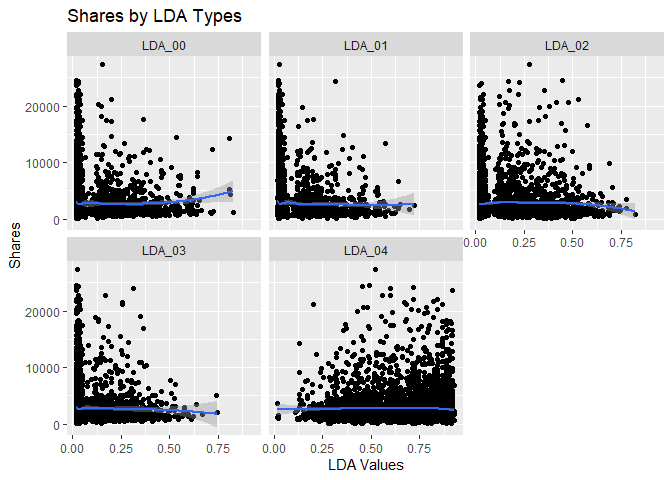 Shares by LDA Types
LDA_00 LDA_01 LDA_02
20000
10000
0
0.00 0.25 0.50 0.75
Shares
LDA_03 LDA_04
20000
10000
0
0.00 0.25 0.50 0.75 0.00 0.25 0.50 0.75
LDA Values